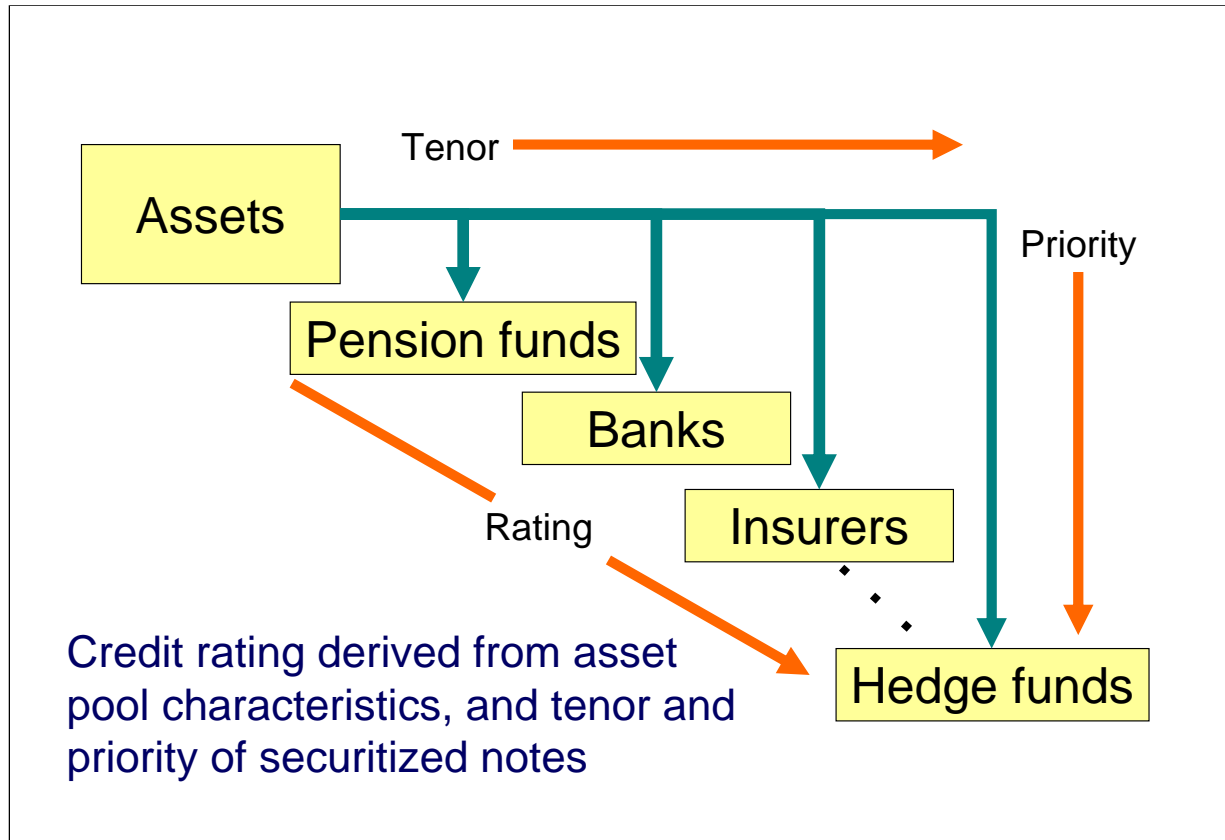 Tenor
Assets
Priority
Pension funds
Banks
Insurers
Rating
Hedge funds
Credit rating derived from asset
pool characteristics, and tenor and
priority of securitized notes